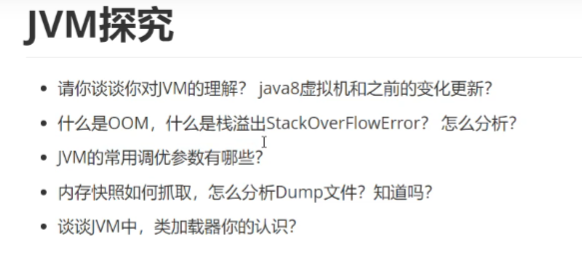 JVM探究
请你谈谈你对JVM的理解? java8虚拟机和之前的变化更新?
什么是OOM，什么是栈溢出StackOverFlowError? 怎么分析?
JVM的常用调优参数有哪些?
内存快照如何抓取，怎么分析Dump文件？知道吗?
谈谈JVM中，类加载器你的认识?